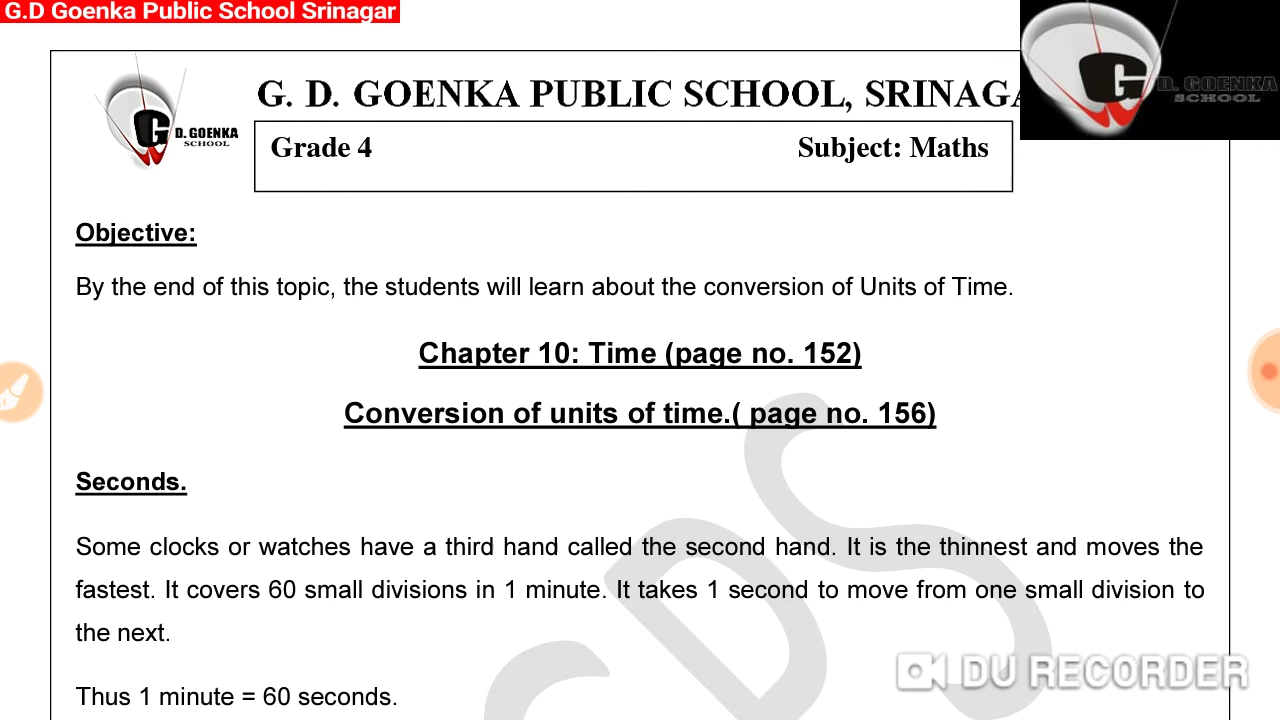 G.D Goenka Public School Srinagar
G. D. GOENKA PUBLIC SCHOOL, SRINAGA
G D. GOENKA
SCHOOL
G D. GOENKA
SCHOOL
Grade 4 Subject: Maths
Objective:
By the end of this topic, the students will learn about the conversion of Units of Time.
Chapter 10: Time (page no. 152)
Conversion of units of time.( page no. 156)
Seconds.
Some clocks or watches have a third hand called the second hand. It is the thinnest and moves the
fastest. It covers 60 small divisions in 1 minute. It takes 1 second to move from one small division to
the next.
Thus 1 minute = 60 seconds.
DU RECORDER